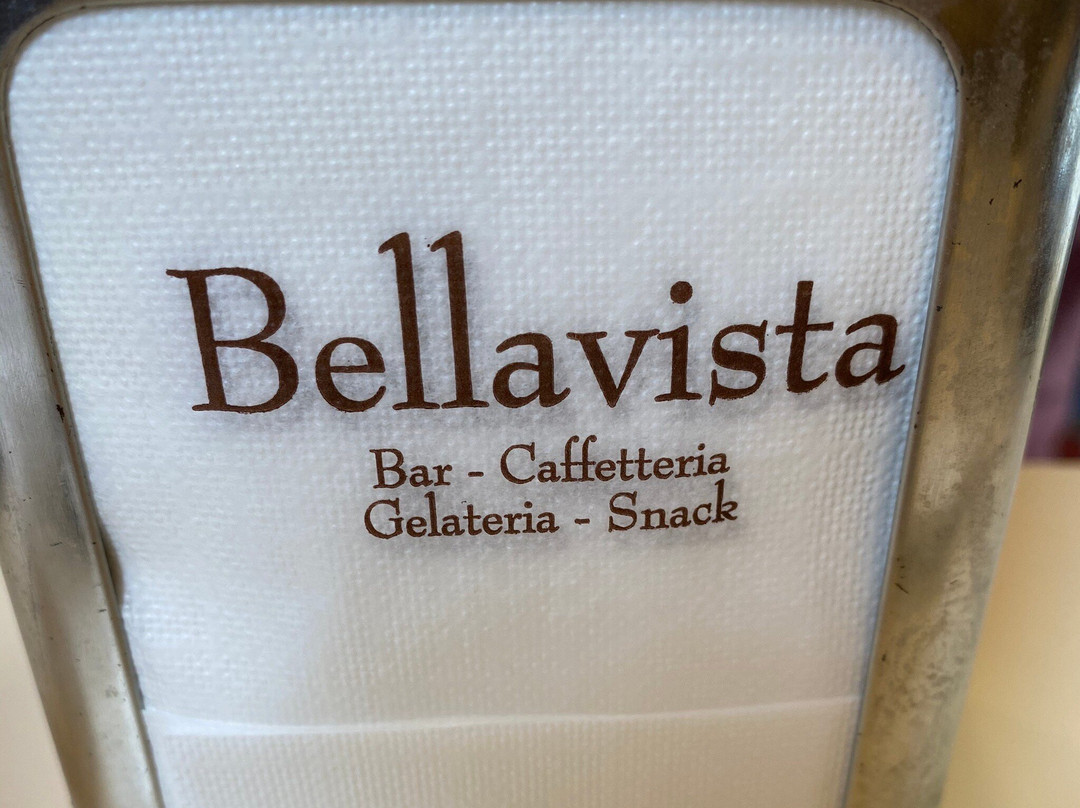 Bellavista
Bar - Caffetteria
Gelateria - Snack